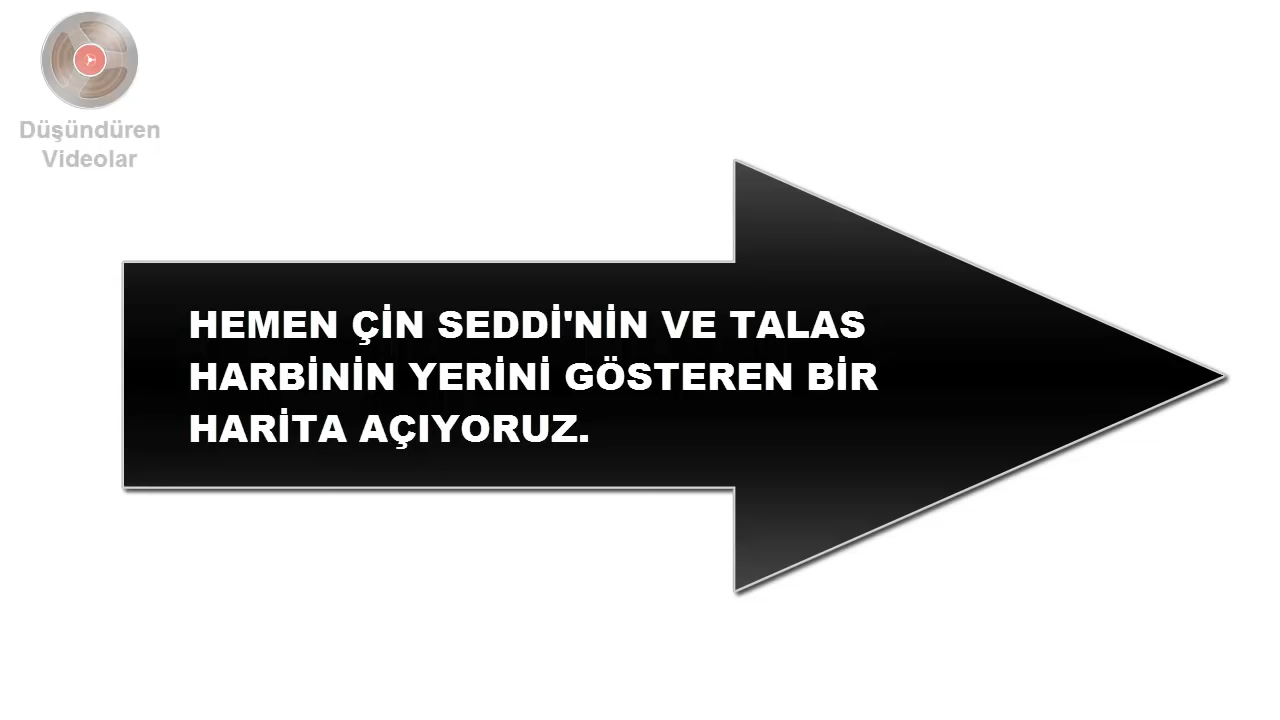 Düşündüren
Videolar
HEMEN ÇİN SEDDİ'NİN VE TALAS
HARBİNİN YERİNİ GÖSTEREN BİR
HARİTA AÇIYORUZ.